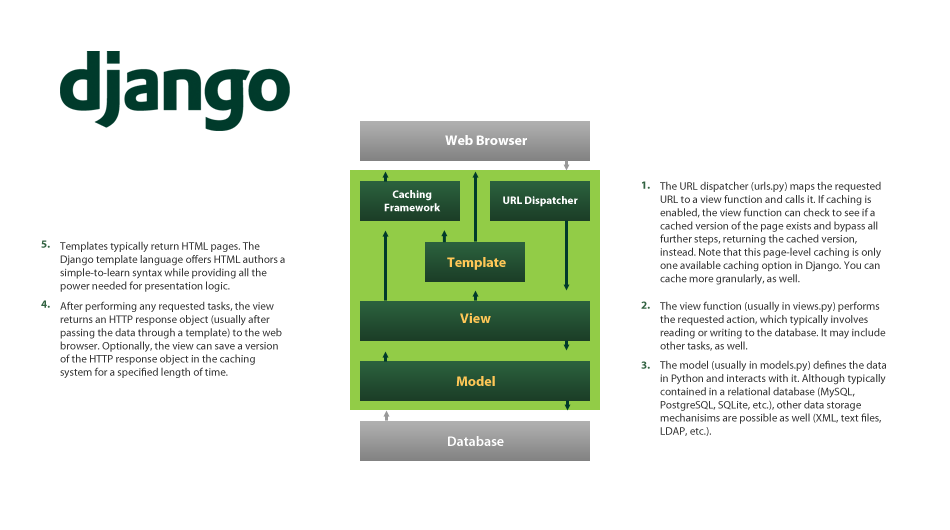 django
Web Browser
Caching
Framework
URL Dispatcher
Template
View
Model
Database
1. The URL dispatcher (urls.py) maps the requested
URL to a view function and calls it. If caching is
enabled, the view function can check to see if a
cached version of the page exists and bypass all
further steps, returning the cached version,
instead. Note that this page-level caching is only
one available caching option in Django. You can
cache more granularly, as well.
2. The view function (usually in views.py) performs
the requested action, which typically involves
reading or writing to the database. It may include
other tasks, as well.
3. The model (usually in models.py) defines the data
in Python and interacts with it. Although typically
contained in a relational database (MySQL,
PostgreSQL, SQLite, etc.), other data storage
mechanisims are possible as well (XML, text files,
LDAP, etc.).
5. Templates typically return HTML pages. The
Django template language offers HTML authors a
simple-to-learn syntax while providing all the
power needed for presentation logic.
4. After performing any requested tasks, the view
returns an HTTP response object (usually after
passing the data through a template) to the web
browser. Optionally, the view can save a version
of the HTTP response object in the caching
system for a specified length of time.